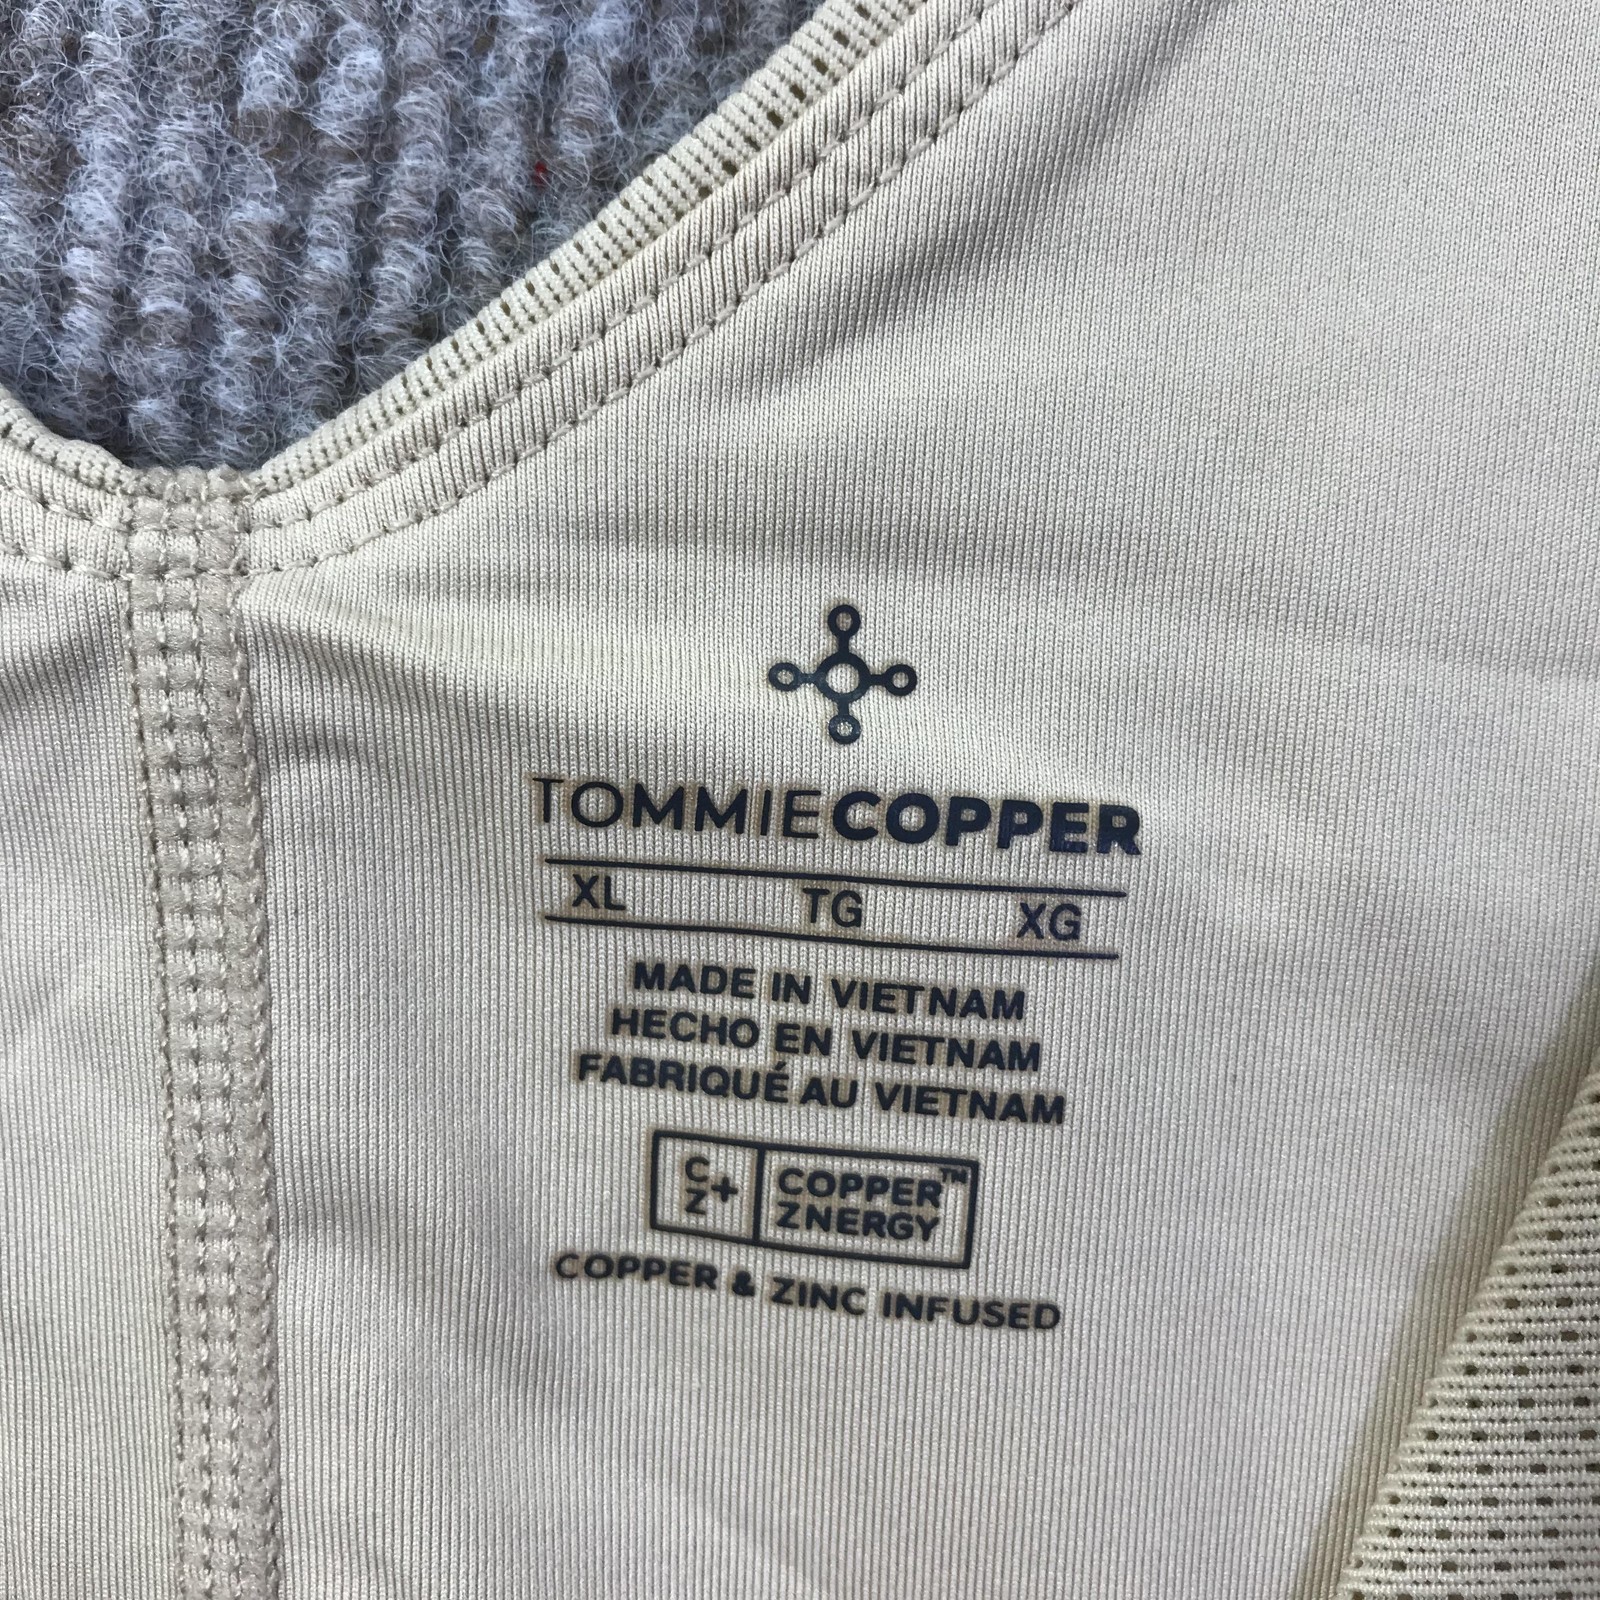 TOMMIECOPPER
XL TG XG
MADE IN VIETNAM
HECHO EN VIETNAM
FABRIQUÉ AU VIETNAM
C Z + COPPER™ ZNERGY
COPPER & ZINC INFUSED